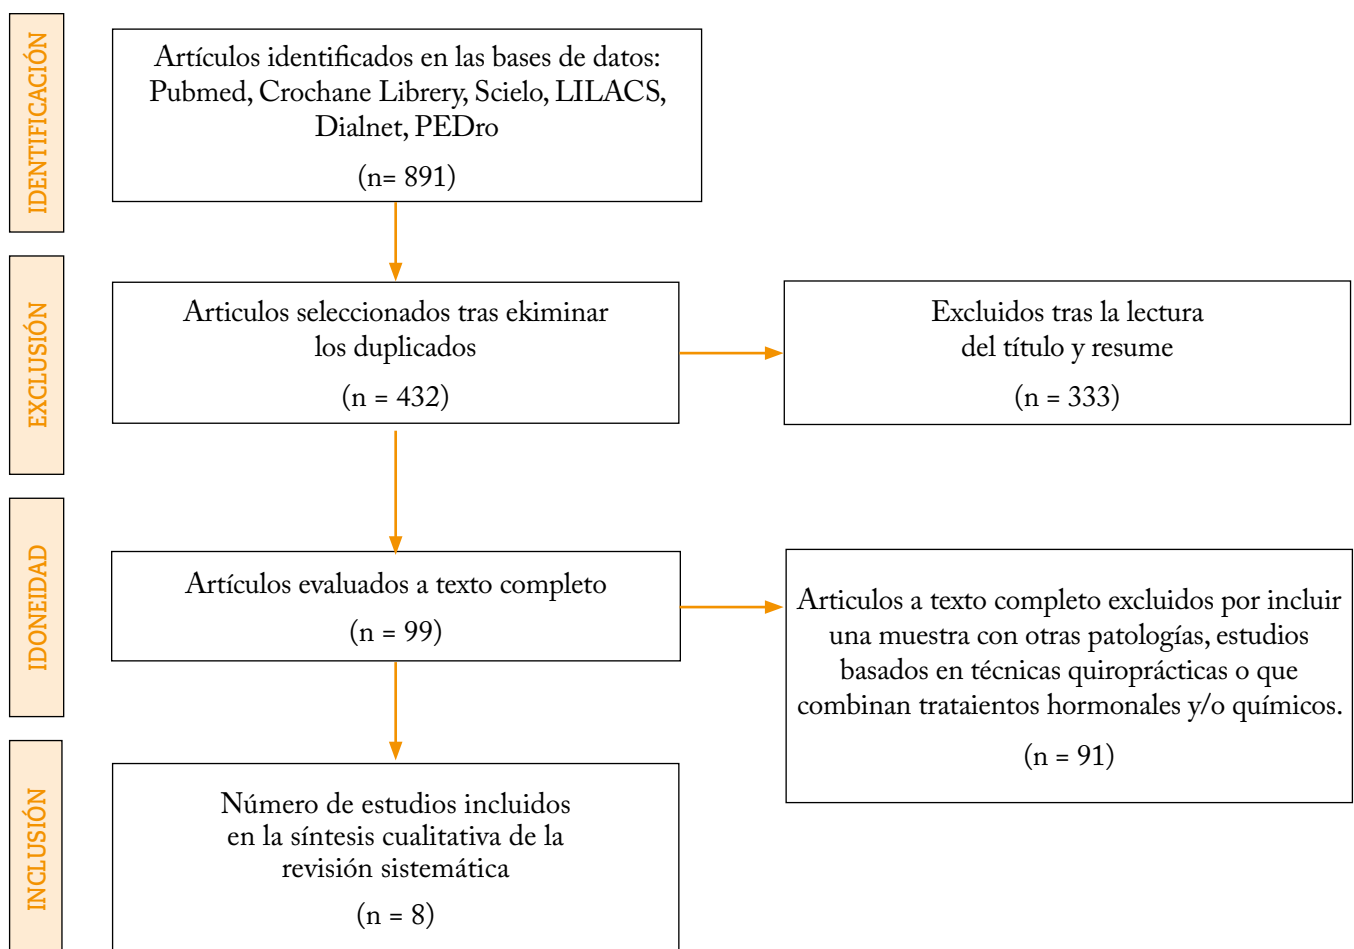 IDENTIFICACIÓN
Artículos identificados en las bases de datos:
Pubmed, Crochane Librery, Scielo, LILACS,
Dialnet, PEDro
(n= 891)
EXCLUSIÓN
Articulos seleccionados tras ekiminar
los duplicados
(n = 432)
Excluidos tras la lectura
del título y resume
(n = 333)
IDONEIDAD
Artículos evaluados a texto completo
(n = 99)
Articulos a texto completo excluidos por incluir
una muestra con otras patologías, estudios
basados en técnicas quiroprácticas o que
combinan trataientos hormonales y/o químicos.
(n = 91)
INCLUSIÓN
Número de estudios incluidos
en la síntesis cualitativa de la
revisión sistemática
(n = 8)